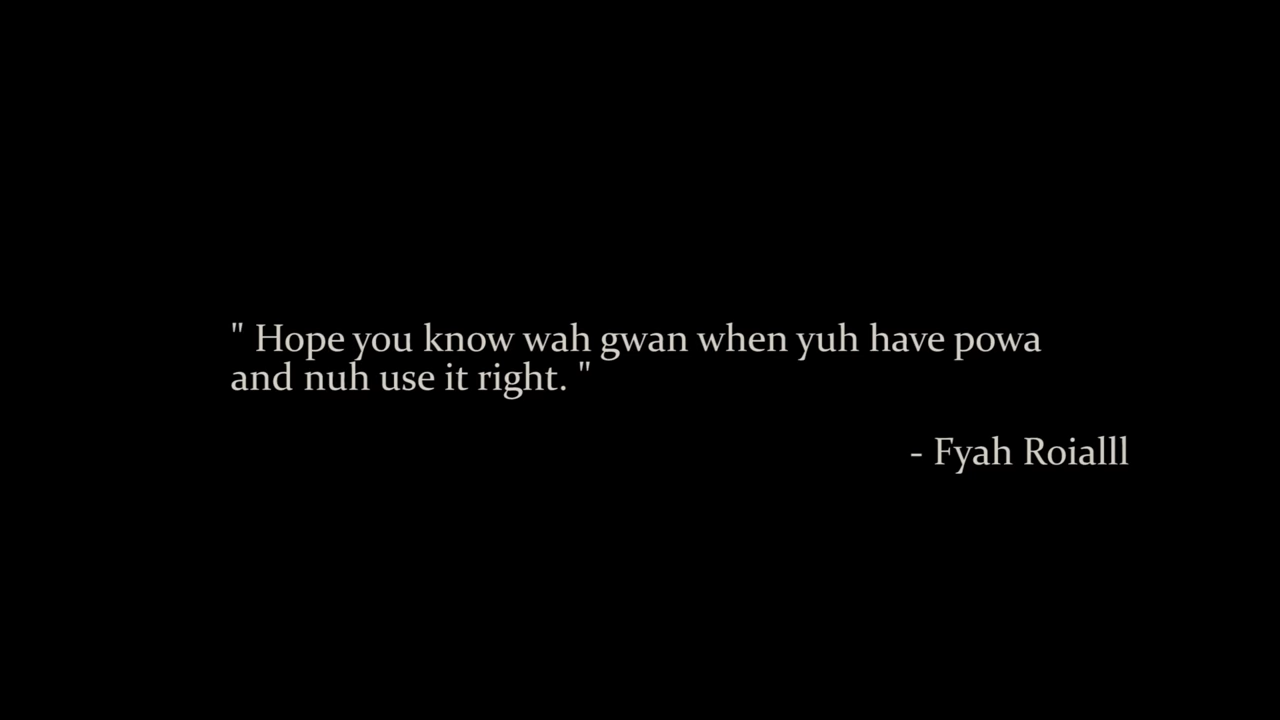 " Hope you know wah gwan when yuh have powa
and nuh use it right. "
- Fyah Roialll